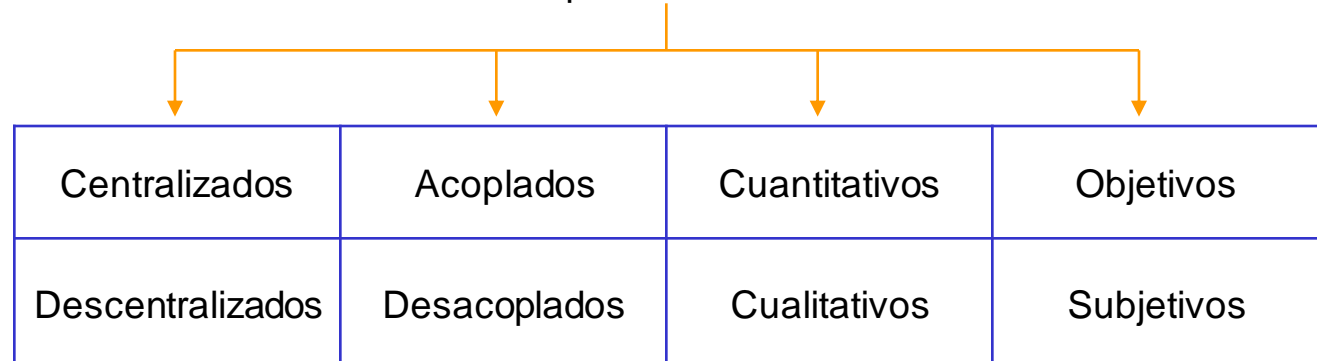 Centralizados Acoplados Cuantitativos Objetivos
Descentralizados Desacoplados Cualitativos Subjetivos